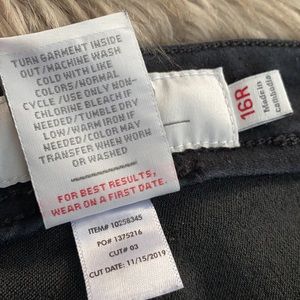 TURN GARMENT INSIDE
OUT/MACHINE WASH
COLD WITH LIKE
COLORS/NORMAL
CYCLE/USE ONLY NON-
CHLORINE BLEACH IF
NEEDED/TUMBLE DRY
LOW/WARM IRON IF
NEEDED/COLOR MAY
TRANSFER WHEN WORN
OR WASHED
FOR BEST RESULTS,
WEAR ON A FIRST DATE.
ITEM# 10258345
PO# 1375216
CUT# 03
CUT DATE: 11/15/2019
16R
Made in
cambodia